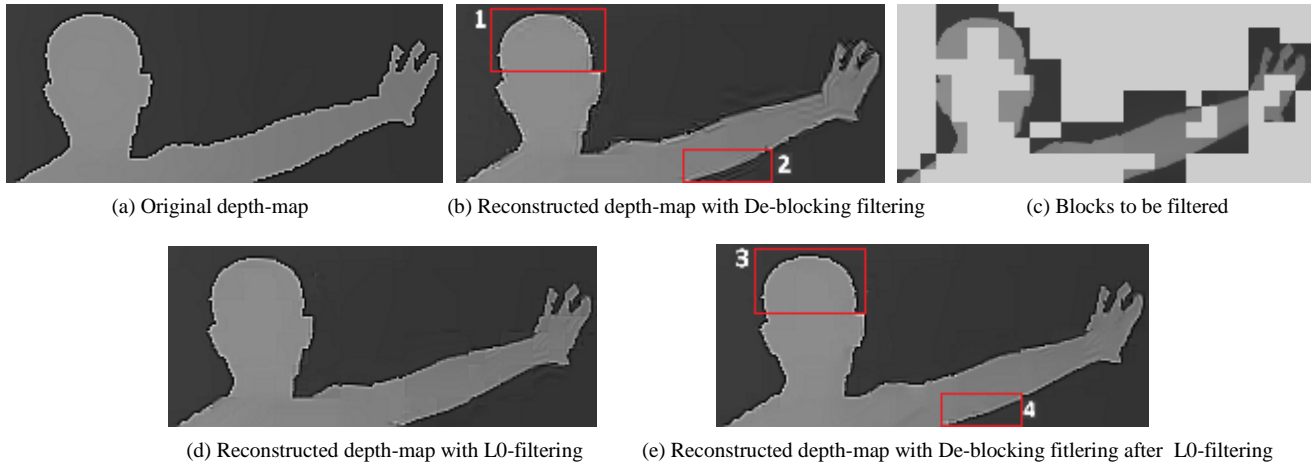 1
2
(a) Original depth-map
(b) Reconstructed depth-map with De-blocking filtering
(c) Blocks to be filtered
3
4
(d) Reconstructed depth-map with L0-filtering
(e) Reconstructed depth-map with De-blocking fitlering after L0-filtering